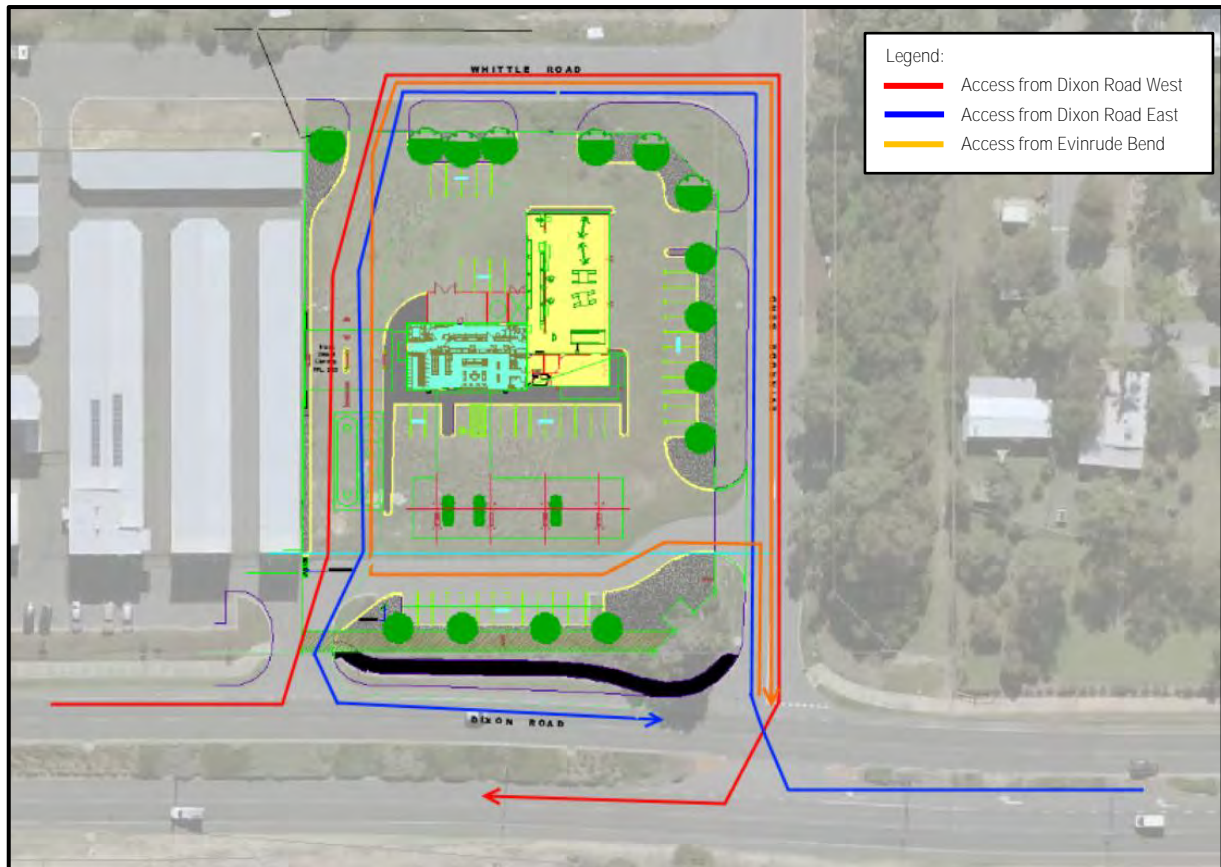 WHITTLE ROAD
Legend:
Access from Dixon Road West
Access from Dixon Road East
Access from Evinrude Bend
DIXON ROAD